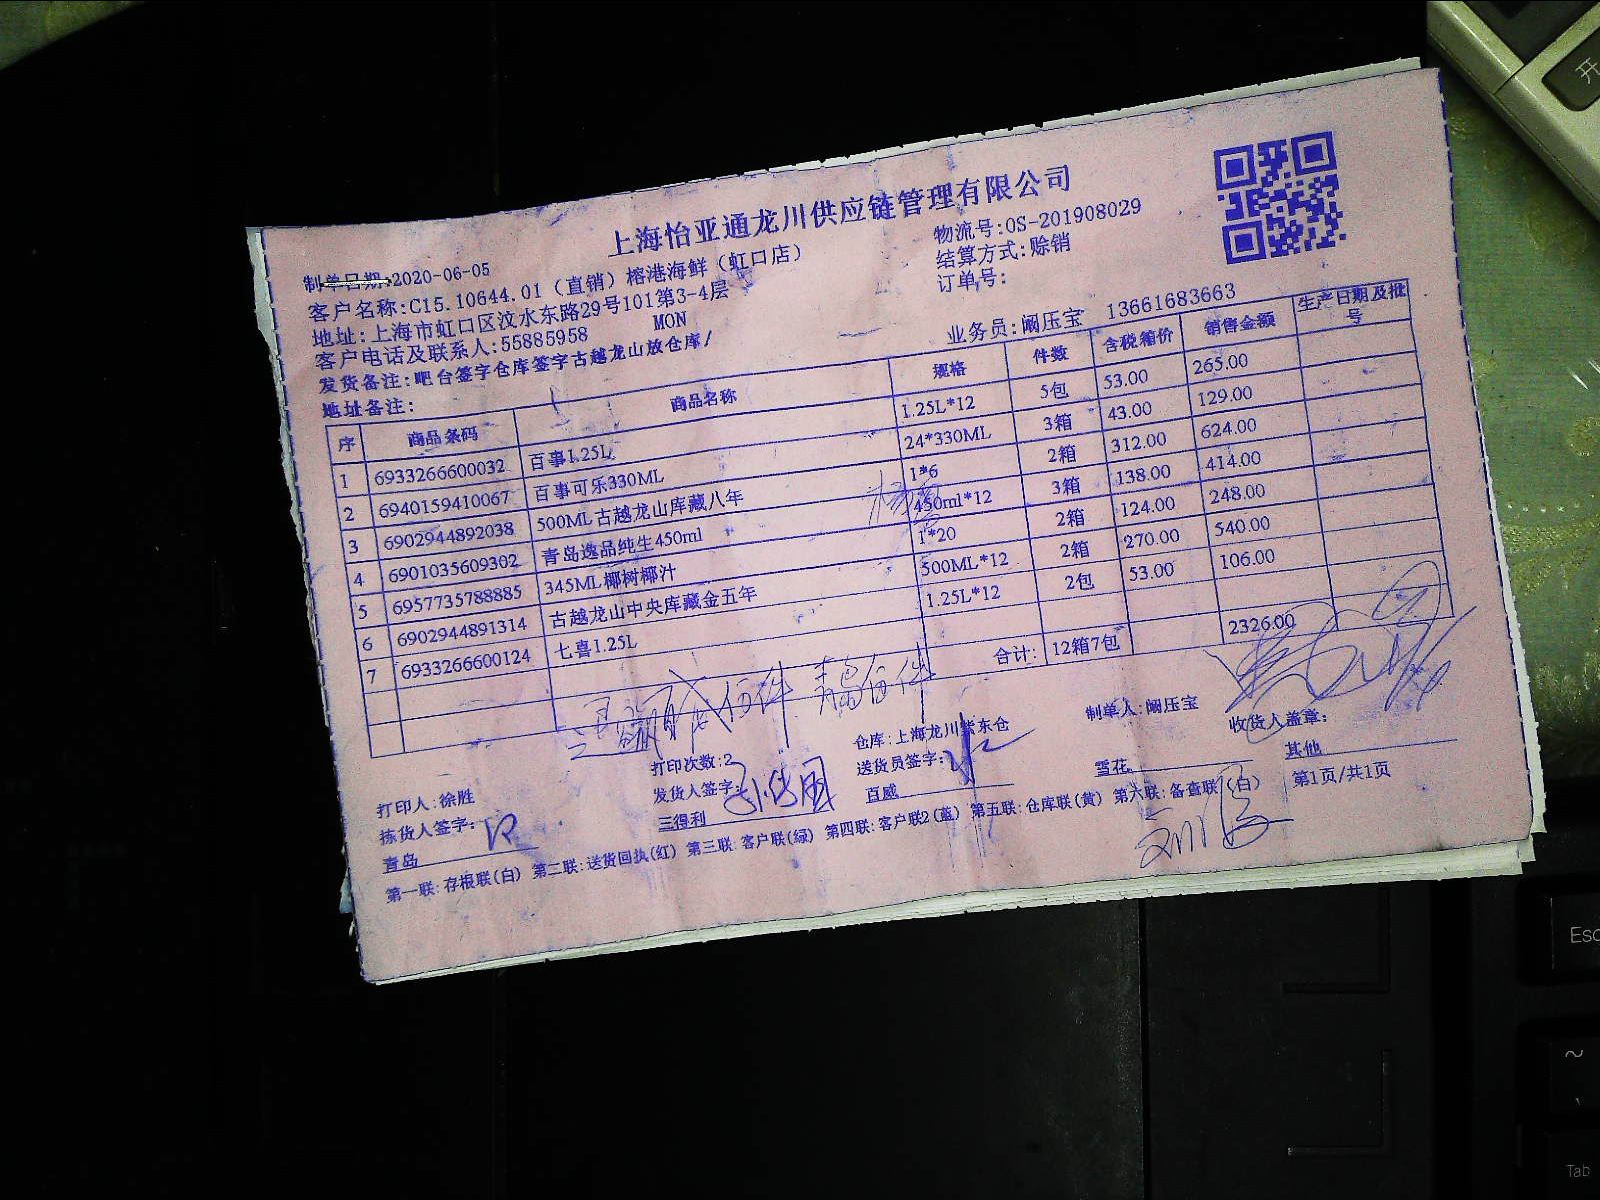 上海怡亚通龙川供应链管理有限公司
制单日期:2020-06-05
物流号:OS-201908029
客户名称:C15.10644.01（直销）榕港海鲜（虹口店）
结算方式:赊销
地址:上海市虹口区汶水东路29号101第3-4层
订单号:
客户电话及联系人:55885958 MON
业务员:阚压宝 13661683663
发货备注:吧台签字仓库签字古越龙山放仓库/
地址备注:
序 商品条码 商品名称 规格 件数 含税箱价 销售金额 生产日期及批号
1 6933266600032 百事1.25L 1.25L*12 5包 53.00 265.00
2 6940159410067 百事可乐330ML 24*330ML 3箱 43.00 129.00
3 6902944892038 500ML古越龙山库藏八年 1*6 2箱 312.00 624.00
4 6901035609302 青岛逸品纯生450ml 450ml*12 3箱 138.00 414.00
5 6957735788885 345ML椰树椰汁 1*20 2箱 124.00 248.00
6 6902944891314 古越龙山中央库藏金五年 500ML*12 2箱 270.00 540.00
7 6933266600124 七喜1.25L 1.25L*12 2包 53.00 106.00
合计: 12箱7包 2326.00
打印人:徐胜 打印次数:2 仓库:上海龙川紫东仓 制单人:阚压宝 收货人盖章:
拣货人签字: 发货人签字: 送货员签字:
青岛 三得利 百威 雪花 其他
第一联:存根联(白) 第二联:送货回执(红) 第三联:客户联(绿) 第四联:客户联2(蓝) 第五联:仓库联(黄) 第六联:备查联(白) 第1页/共1页
开
Esc
~
Tab